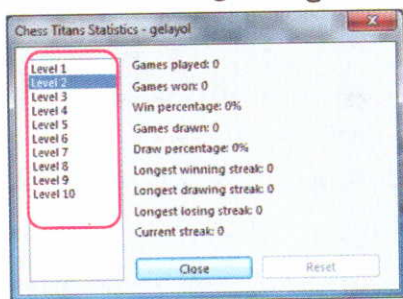 Chess Titans Statistics - gelayol
Level 1
Level 2
Level 3
Level 4
Level 5
Level 6
Level 7
Level 8
Level 9
Level 10
Games played: 0
Games won: 0
Win percentage: 0%
Games drawn: 0
Draw percentage: 0%
Longest winning streak: 0
Longest drawing streak: 0
Longest losing streak: 0
Current streak: 0
Close
Reset